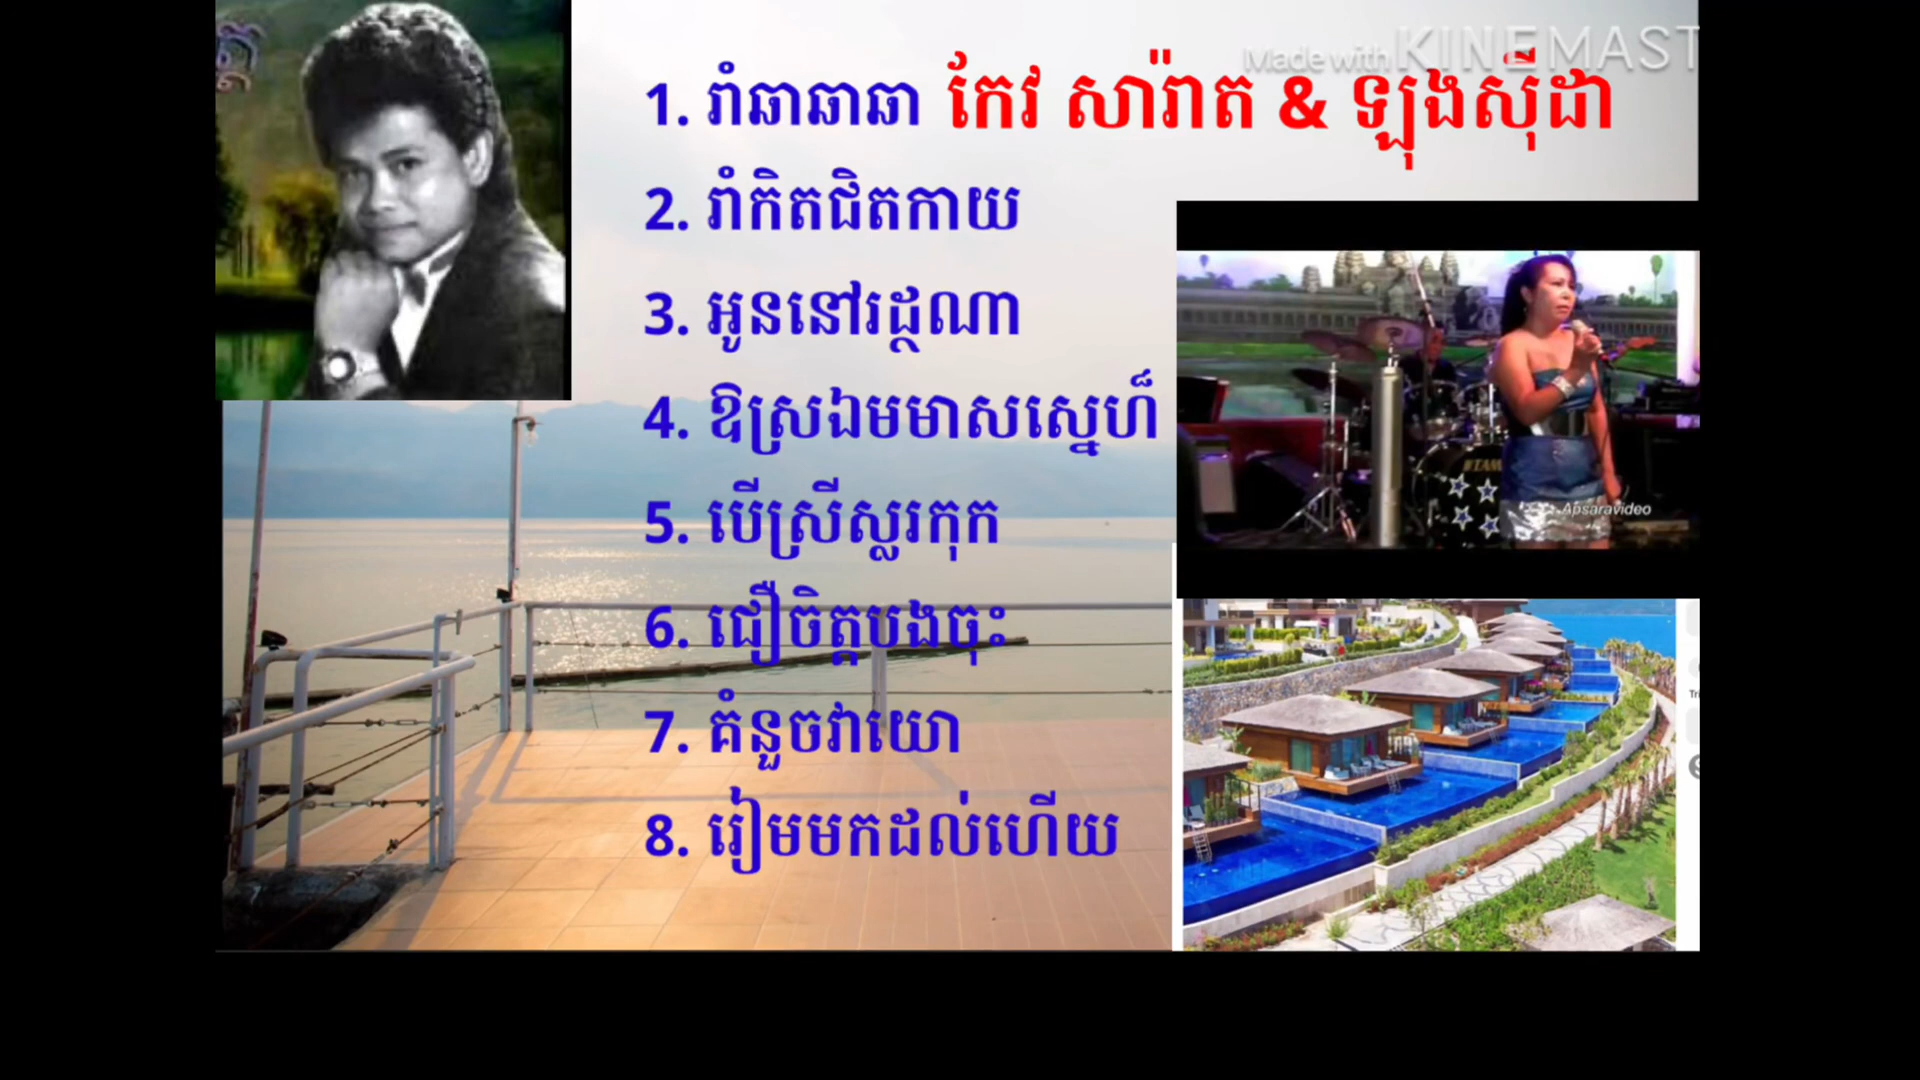 Made with KINEMAST
1. រាំឆាឆាឆា កែវ សារ៉ាត & ឡុងស៊ីដា
2. រាំកិតជិតកាយ
3. អូននៅរដ្ឋណា
4. ឱស្រឯមមាសស្នេហ៍
5. បើស្រីស្លរកុក
6. ជឿចិត្តបងចុះ
7. គំនួចវាយោ
8. រៀមមកដល់ហើយ
TAMA
Apsaravideo